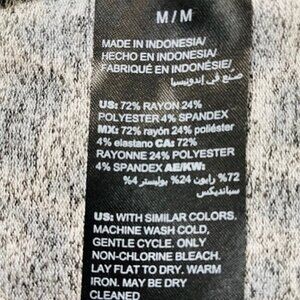 M / M
MADE IN INDONESIA/
HECHO EN INDONESIA/
FABRIQUÉ EN INDONÉSIE/
صنع في إندونيسيا
US: 72% RAYON 24%
POLYESTER 4% SPANDEX
MX: 72% rayón 24% poliéster
4% elastano CA: 72%
RAYONNE 24% POLYESTER
4% SPANDEX AE/KW:
72% رايون 24% بوليستر 4%
سبانديكس
US: WITH SIMILAR COLORS.
MACHINE WASH COLD,
GENTLE CYCLE. ONLY
NON-CHLORINE BLEACH.
LAY FLAT TO DRY. WARM
IRON. MAY BE DRY
CLEANED